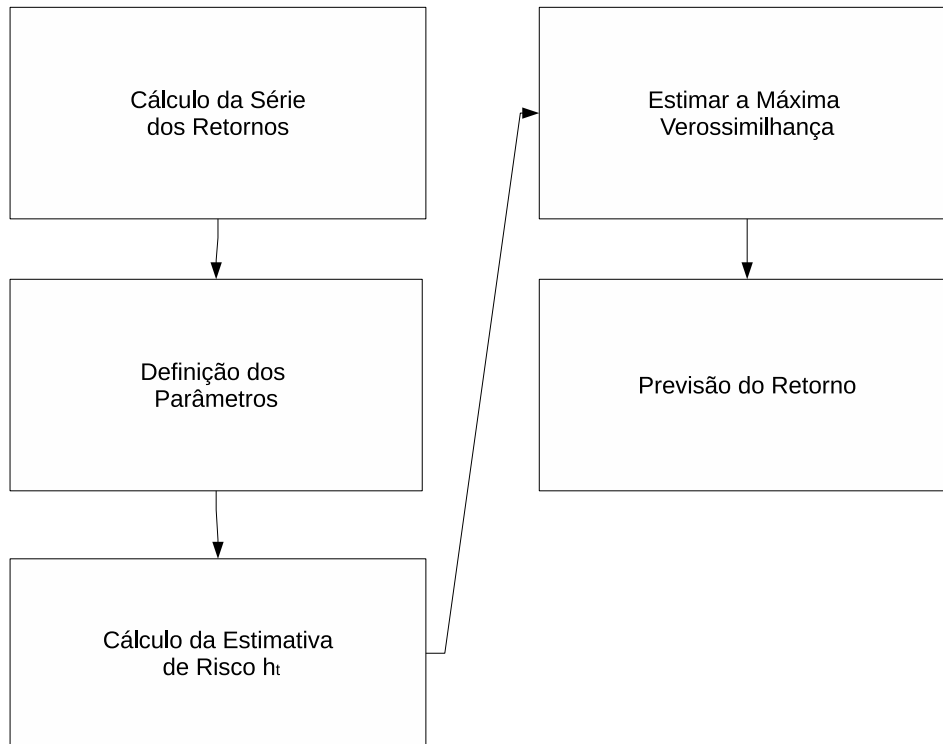 Cálculo da Série
dos Retornos
Definição dos
Parâmetros
Cálculo da Estimativa
de Risco ht
Estimar a Máxima
Verossimilhança
Previsão do Retorno